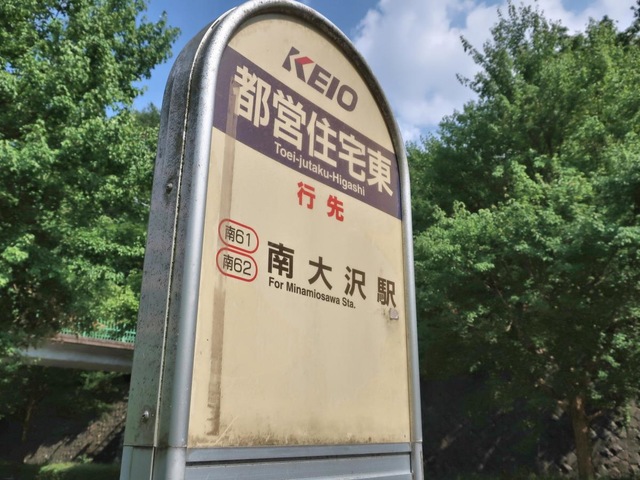 KEIO
都営住宅東
Toei-jutaku-Higashi
行先
南61
南62
南大沢駅
For Minamiosawa Sta.